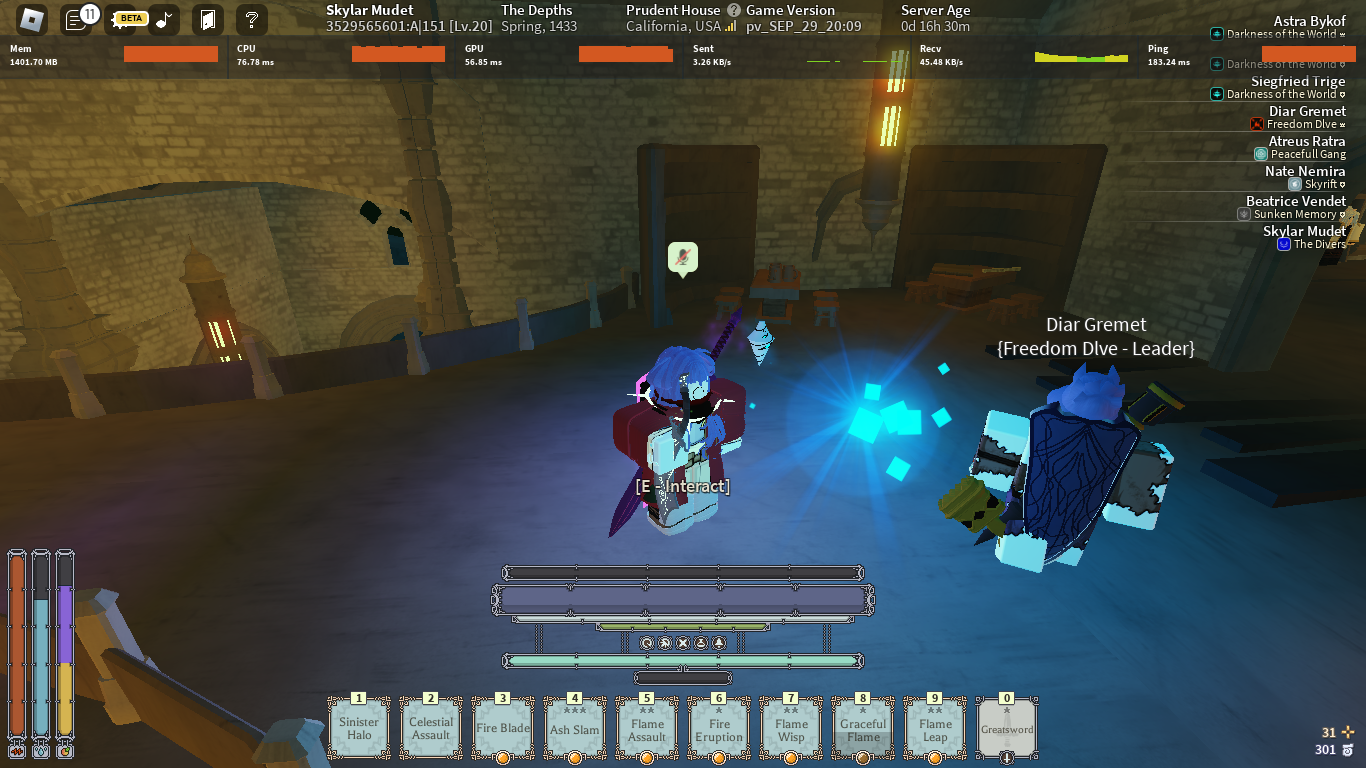 11
BETA
?
Skylar Mudet
3529565601:A|151 [Lv.20]
The Depths
Spring, 1433
Prudent House ?
California, USA
Game Version
pv_SEP_29_20:09
Server Age
0d 16h 30m
Mem
1401.70 MB
CPU
76.78 ms
GPU
56.85 ms
Sent
3.26 KB/s
Recv
45.48 KB/s
Ping
183.24 ms
Astra Bykof
Darkness of the World
Darkness of the World
Siegfried Trige
Darkness of the World
Diar Gremet
Freedom Dlve
Atreus Ratra
Peacefull Gang
Nate Nemira
Skyrift
Beatrice Vendet
Sunken Memory
Skylar Mudet
The Divers
Diar Gremet
{Freedom Dlve - Leader}
[E - Interact]
1
Sinister
Halo
2
Celestial
Assault
3
Fire Blade
4
Ash Slam
5
Flame
Assault
6
Fire
Eruption
7
Flame
Wisp
8
Graceful
Flame
9
Flame
Leap
0
Greatsword
31
301